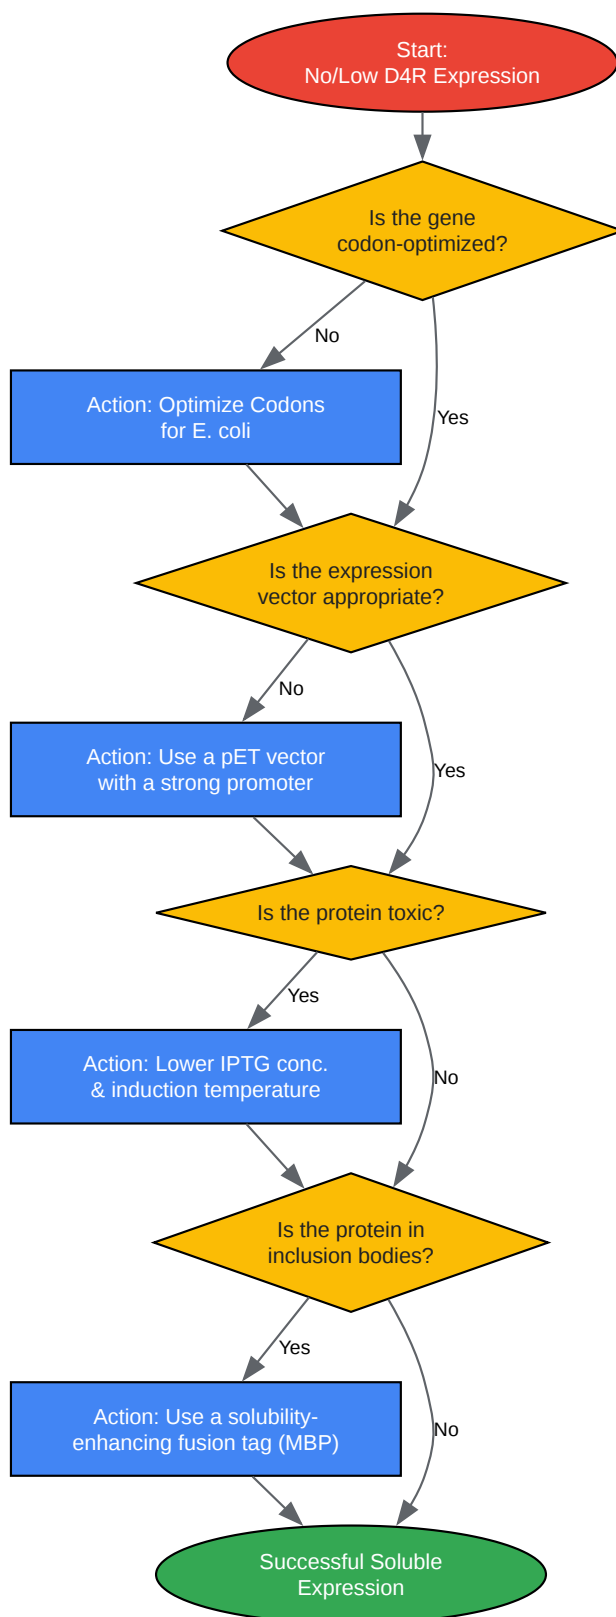 Start:
No/Low D4R Expression
Is the gene
codon-optimized?
No
Yes
Action: Optimize Codons
for E. coli
Is the expression
vector appropriate?
No
Yes
Action: Use a pET vector
with a strong promoter
Is the protein toxic?
Yes
No
Action: Lower IPTG conc.
& induction temperature
Is the protein in
inclusion bodies?
Yes
No
Action: Use a solubility-
enhancing fusion tag (MBP)
Successful Soluble
Expression